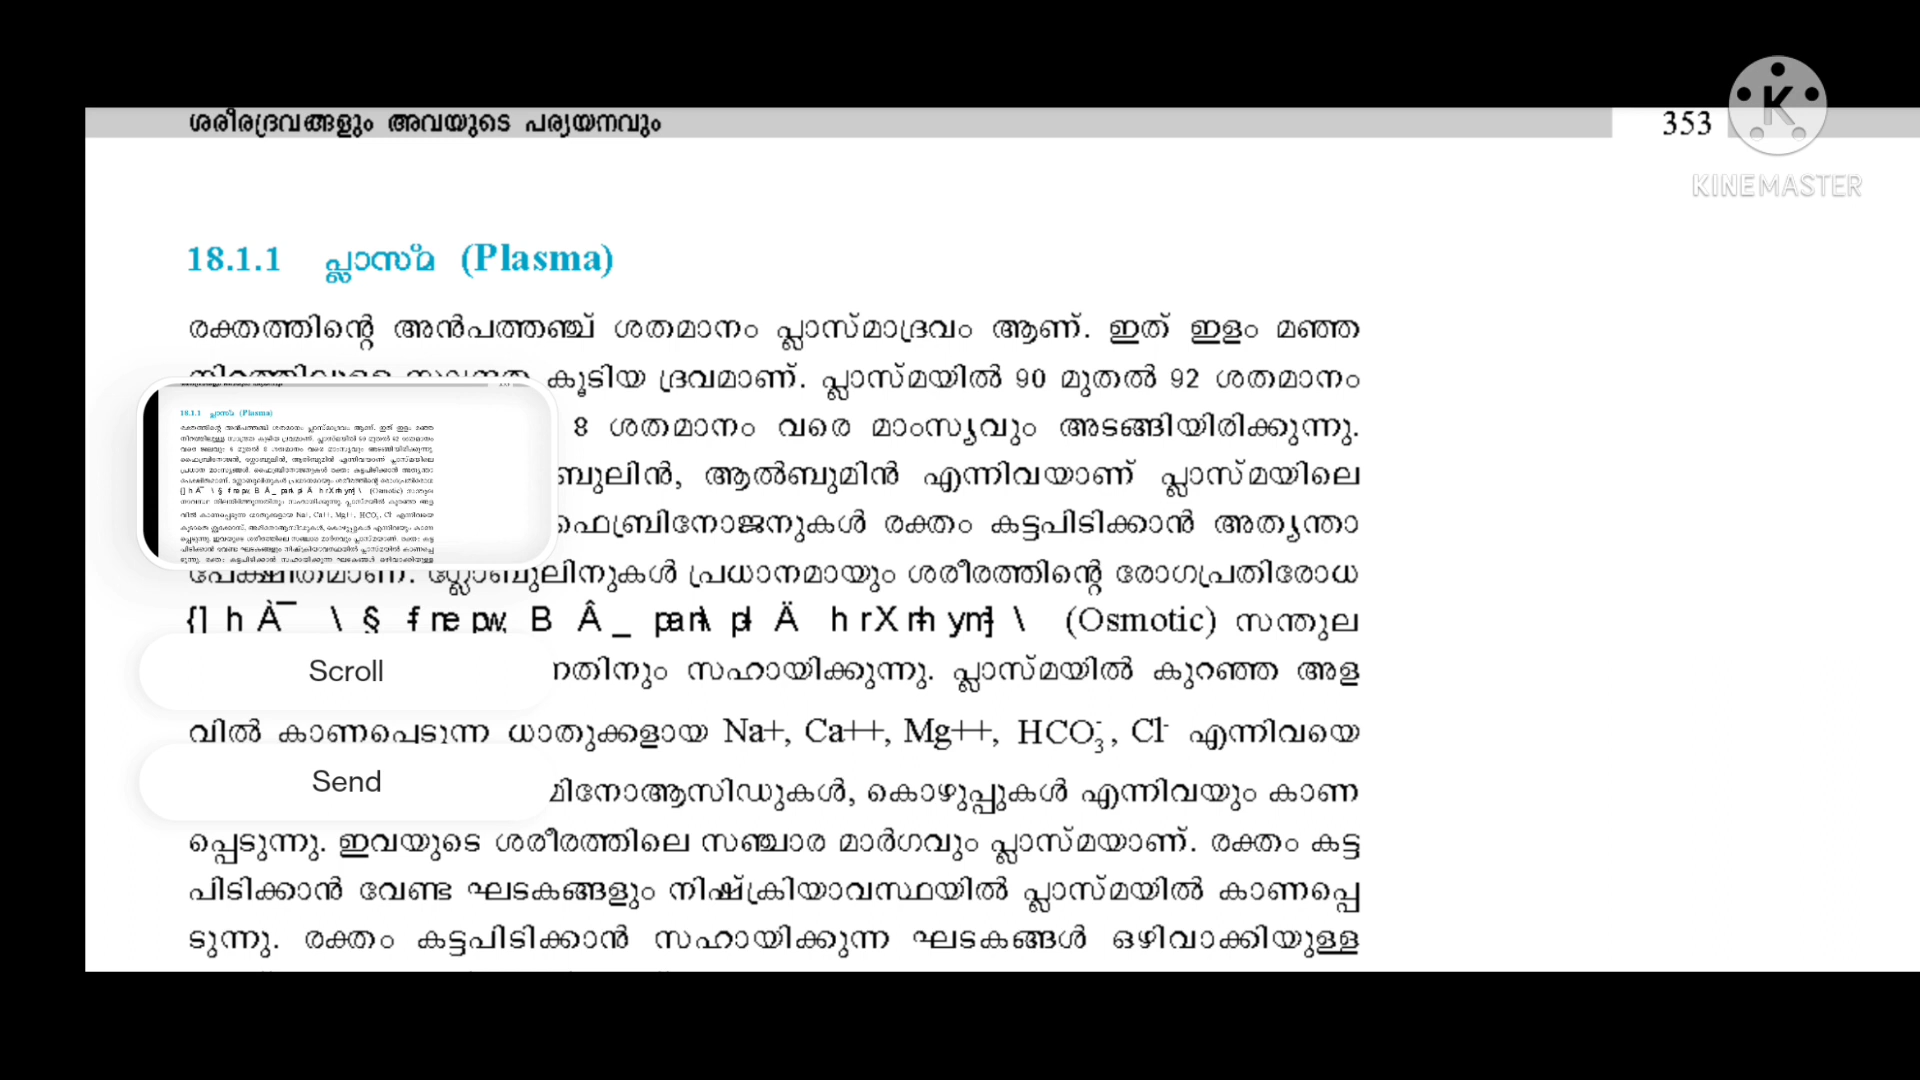 ശരീരദ്രവങ്ങളും അവയുടെ പര്യയനവും 353
KINEMASTER
18.1.1 പ്ലാസ്മ (Plasma)
രക്തത്തിന്റെ അൻപത്തഞ്ച് ശതമാനം പ്ലാസ്മാദ്രവം ആണ്. ഇത് ഇളം മഞ്ഞ
കൂടിയ ദ്രവമാണ്. പ്ലാസ്മയിൽ 90 മുതൽ 92 ശതമാനം
8 ശതമാനം വരെ മാംസ്യവും അടങ്ങിയിരിക്കുന്നു.
ബുലിൻ, ആൽബുമിൻ എന്നിവയാണ് പ്ലാസ്മയിലെ
ഫെബ്രിനോജനുകൾ രക്തം കട്ടപിടിക്കാൻ അത്യന്താ
പേക്ഷിതമാണ്. ഗ്ലോബുലിനുകൾ പ്രധാനമായും ശരീരത്തിന്റെ രോഗപ്രതിരോധ
(Osmotic) സന്തുല
Scroll
നതിനും സഹായിക്കുന്നു. പ്ലാസ്മയിൽ കുറഞ്ഞ അള
വിൽ കാണപെടുന്ന ധാതുക്കളായ Na+, Ca++, Mg++, HCO₃⁻, Cl⁻ എന്നിവയെ
Send
മിനോആസിഡുകൾ, കൊഴുപ്പുകൾ എന്നിവയും കാണ
പ്പെടുന്നു. ഇവയുടെ ശരീരത്തിലെ സഞ്ചാര മാർഗവും പ്ലാസ്മയാണ്. രക്തം കട്ട
പിടിക്കാൻ വേണ്ട ഘടകങ്ങളും നിഷ്ക്രിയാവസ്ഥയിൽ പ്ലാസ്മയിൽ കാണപ്പെ
ടുന്നു. രക്തം കട്ടപിടിക്കാൻ സഹായിക്കുന്ന ഘടകങ്ങൾ ഒഴിവാക്കിയുള്ള